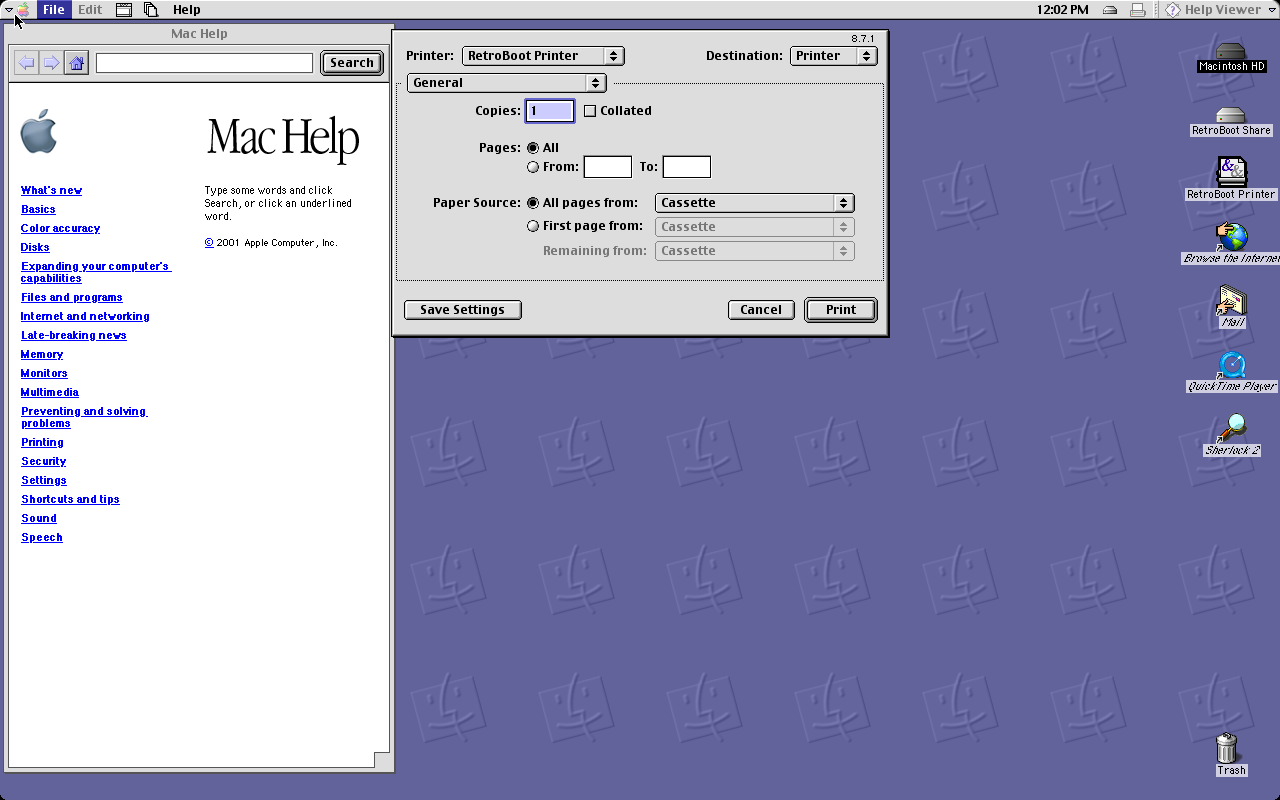 File Edit Help 12:02 PM Help Viewer
Mac Help
Search
Mac Help
What's new
Basics
Color accuracy
Disks
Expanding your computer's
capabilities
Files and programs
Internet and networking
Late-breaking news
Memory
Monitors
Multimedia
Preventing and solving
problems
Printing
Security
Settings
Shortcuts and tips
Sound
Speech
Type some words and click
Search, or click an underlined
word.
© 2001 Apple Computer, Inc.
8.7.1
Printer: RetroBoot Printer Destination: Printer
General
Copies: 1 Collated
Pages: All
From: To:
Paper Source: All pages from: Cassette
First page from: Cassette
Remaining from: Cassette
Save Settings Cancel Print
Macintosh HD
RetroBoot Share
RetroBoot Printer
Browse the Internet
Mail
QuickTime Player
Sherlock 2
Trash